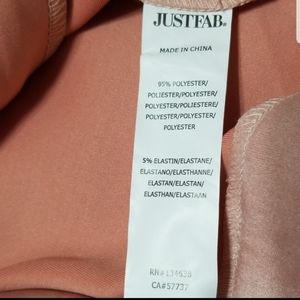 JUSTFAB®
MADE IN CHINA
95% POLYESTER/
POLIESTER/POLYESTER/
POLYESTER/POLIESTERE/
POLYESTER/POLYESTER/
POLYESTER
5% ELASTIN/ELASTANE/
ELASTANO/ELASTHANNE/
ELASTAN/ELASTAN/
ELASTHAN/ELASTAAN
RN#134638
CA#57737